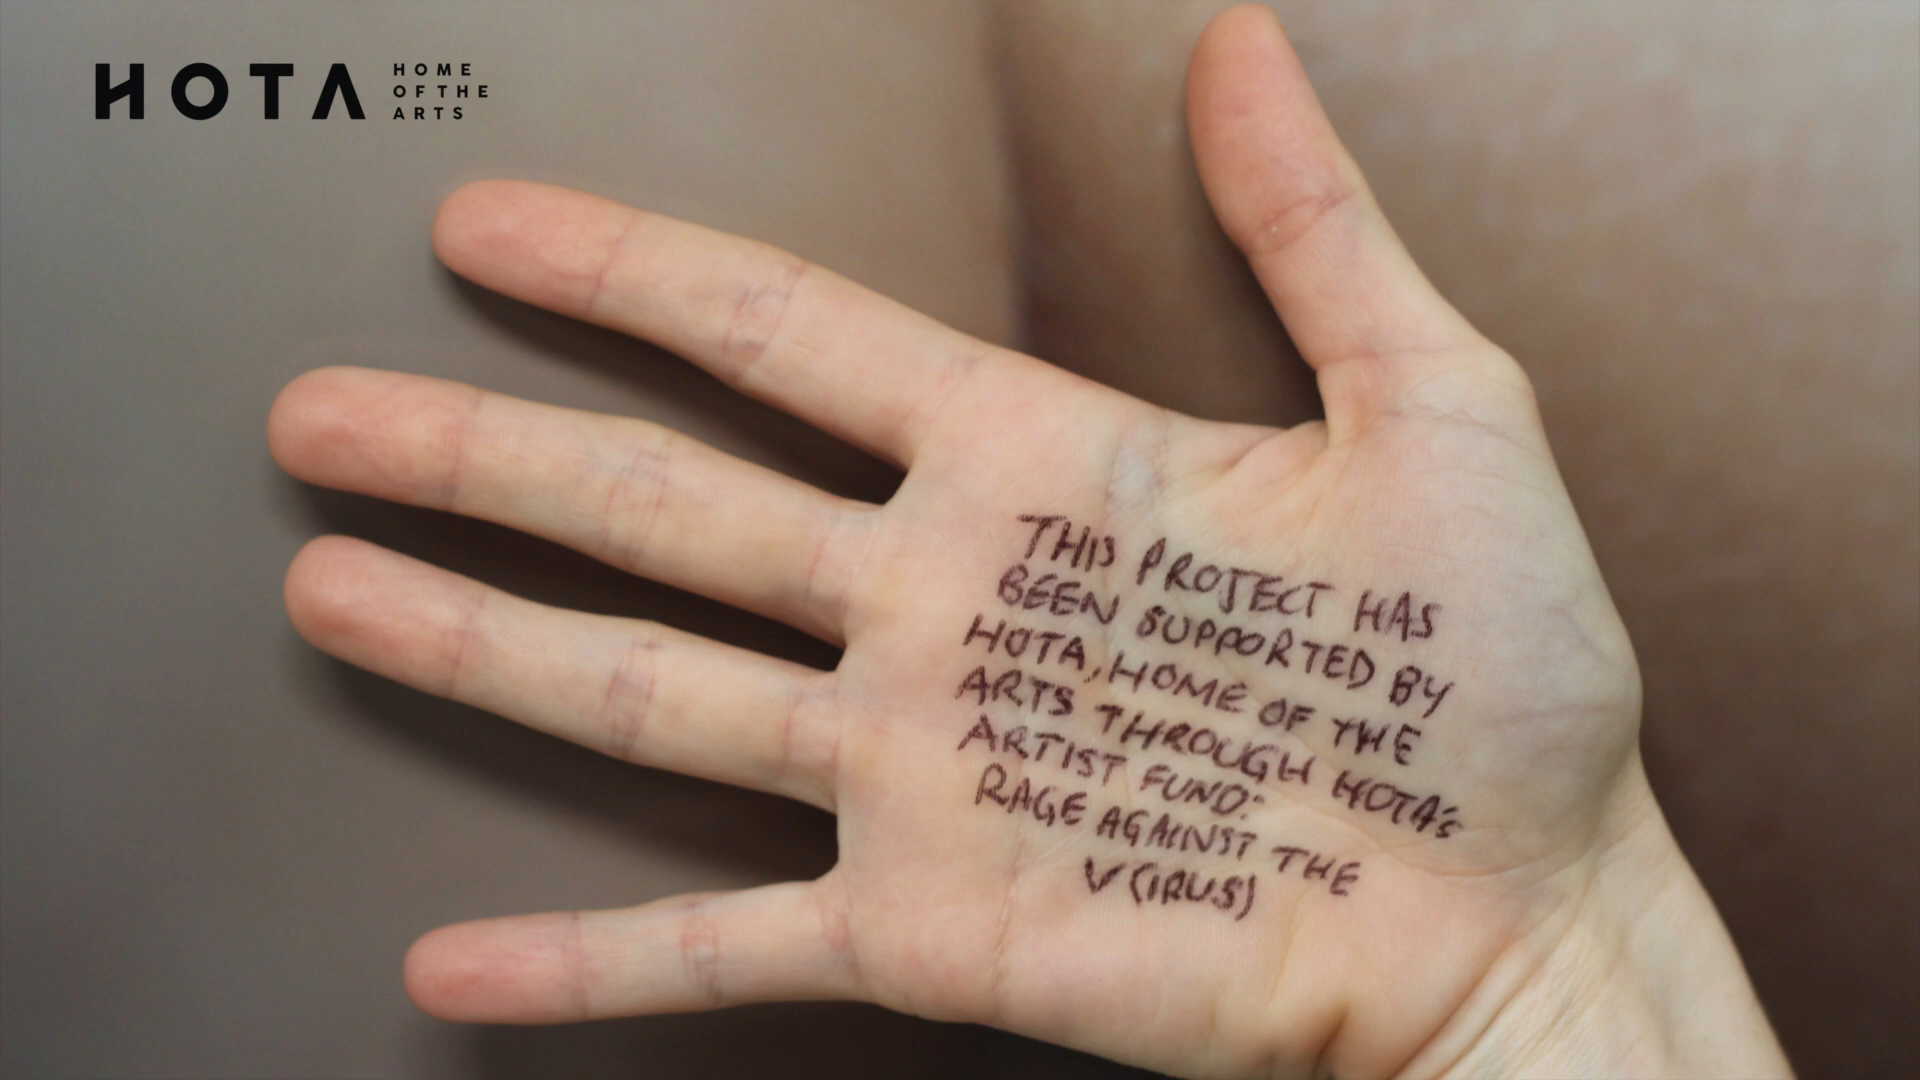 HOTA
HOME
OF THE
ARTS
THIS PROJECT HAS
BEEN SUPPORTED BY
HOTA, HOME OF THE
ARTS THROUGH HOTA'S
ARTIST FUND:
RAGE AGAINST THE
V(IRUS)